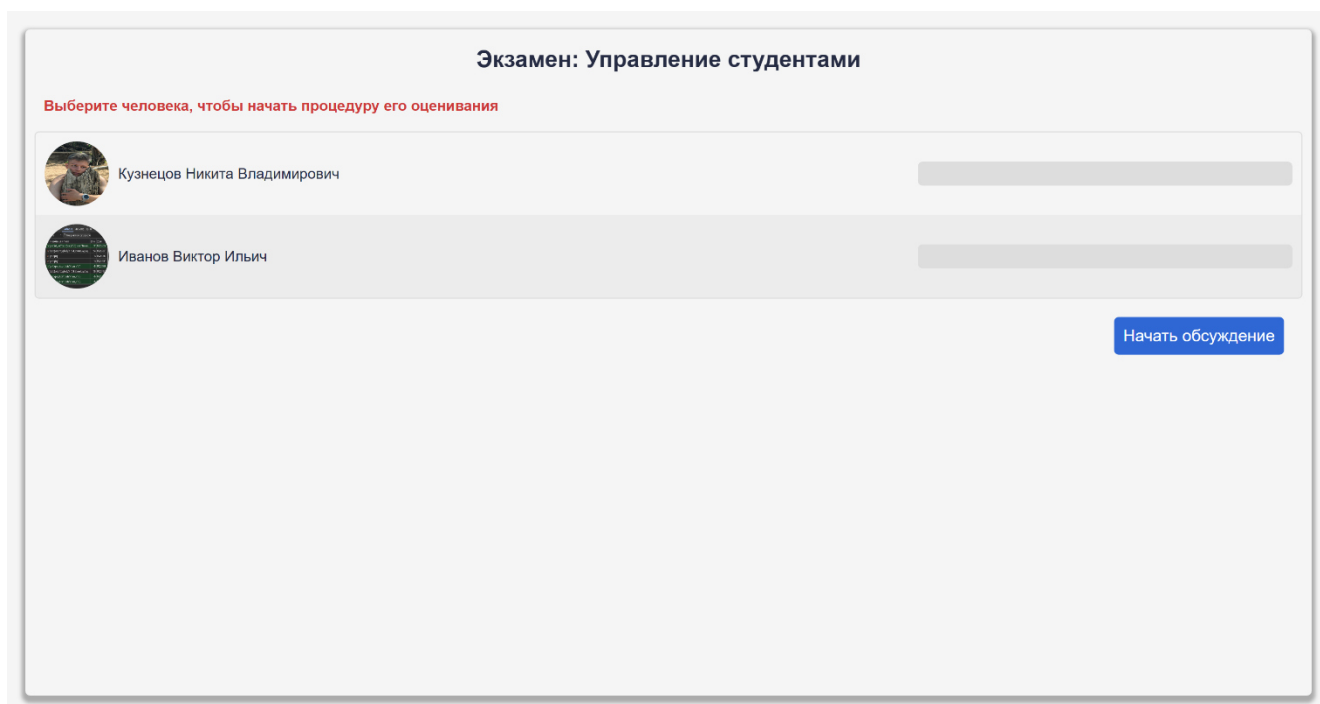 Экзамен: Управление студентами
Выберите человека, чтобы начать процедуру его оценивания
Кузнецов Никита Владимирович
Иванов Виктор Ильич
Начать обсуждение